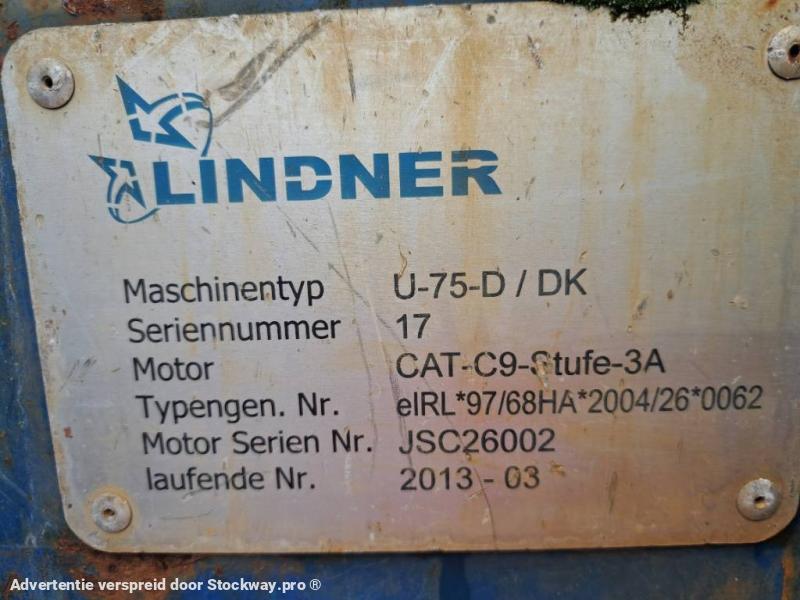 LINDNER
Maschinentyp U-75-D / DK
Seriennummer 17
Motor CAT-C9-Stufe-3A
Typengen. Nr. eIRL*97/68HA*2004/26*0062
Motor Serien Nr. JSC26002
laufende Nr. 2013 - 03
Advertentie verspreid door Stockway.pro ®